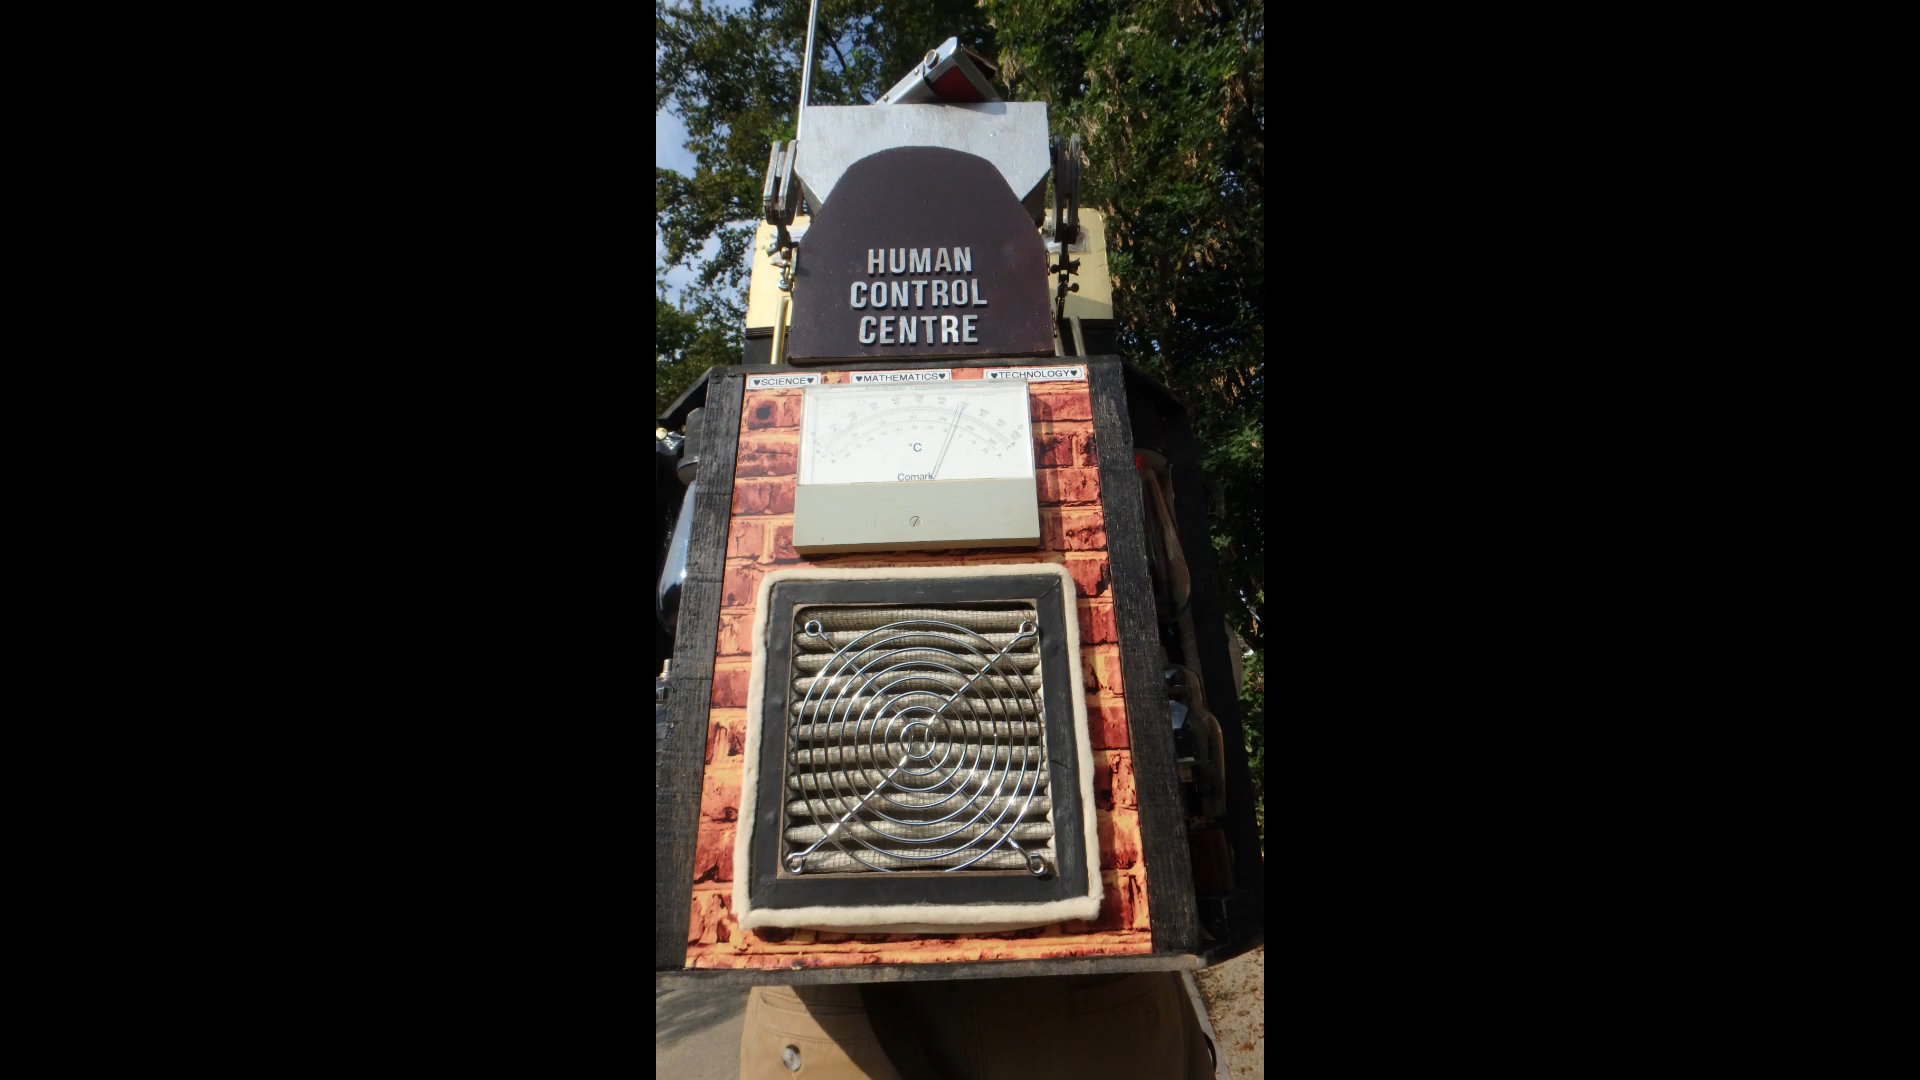 HUMAN
CONTROL
CENTRE
♥SCIENCE♥ ♥MATHEMATICS♥ ♥TECHNOLOGY♥
°C
Comark